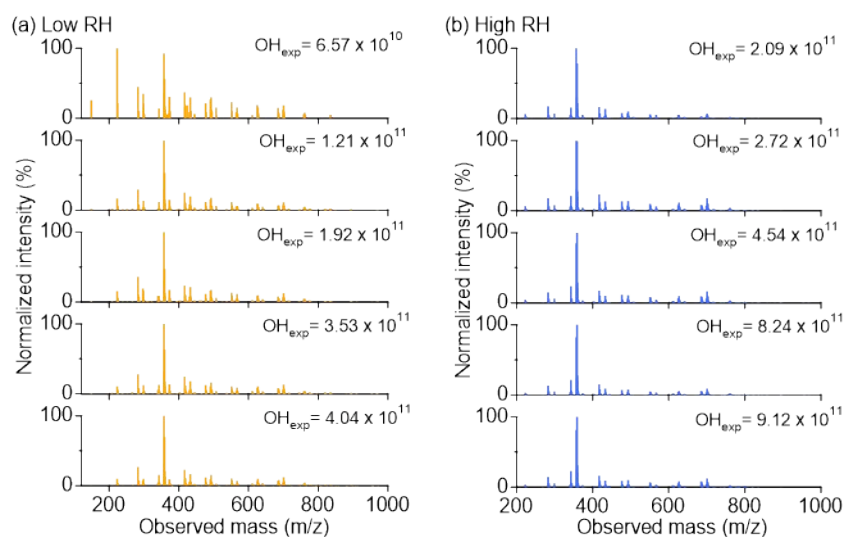 (a) Low RH
(b) High RH
Normalized intensity (%)
100
0
OHexp= 6.57 x 10^10
100
0
OHexp= 1.21 x 10^11
100
0
OHexp= 1.92 x 10^11
100
0
OHexp= 3.53 x 10^11
100
0
OHexp= 4.04 x 10^11
200 400 600 800 1000
Observed mass (m/z)
Normalized intensity (%)
100
0
OHexp= 2.09 x 10^11
100
0
OHexp= 2.72 x 10^11
100
0
OHexp= 4.54 x 10^11
100
0
OHexp= 8.24 x 10^11
100
0
OHexp= 9.12 x 10^11
200 400 600 800 1000
Observed mass (m/z)